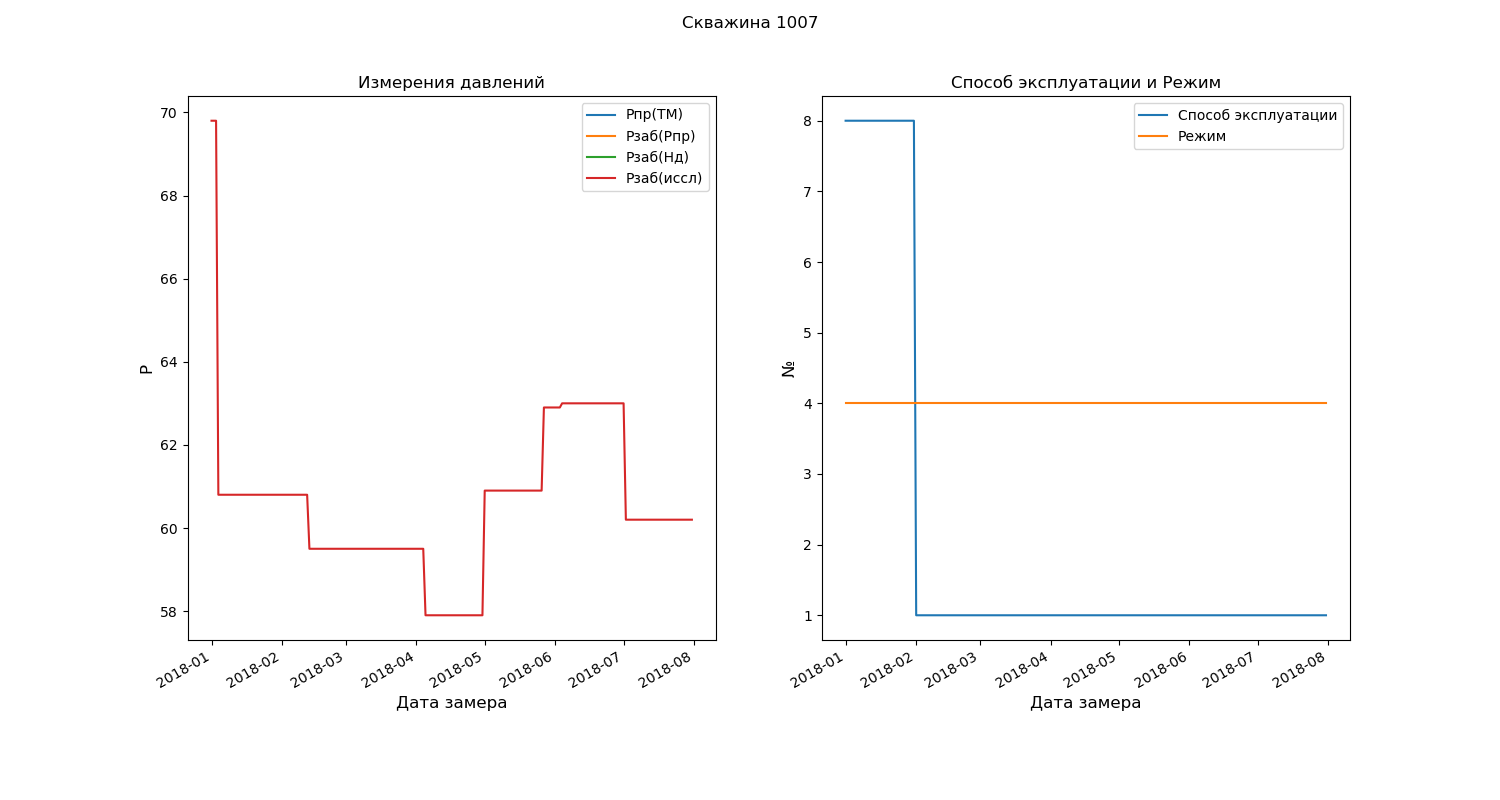 Скважина 1007
Измерения давлений
70
68
66
64
62
60
58
P
Рпр(ТМ)
Рзаб(Рпр)
Рзаб(Нд)
Рзаб(иссл)
2018-01
2018-02
2018-03
2018-04
2018-05
2018-06
2018-07
2018-08
Дата замера
Способ эксплуатации и Режим
8
7
6
5
4
3
2
1
№
Способ эксплуатации
Режим
2018-01
2018-02
2018-03
2018-04
2018-05
2018-06
2018-07
2018-08
Дата замера